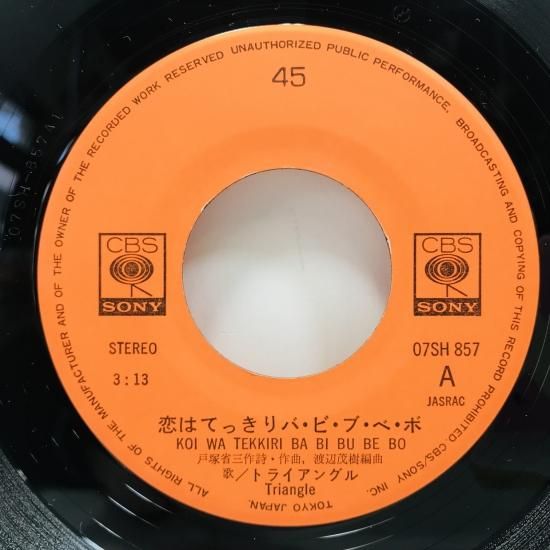 ALL RIGHTS OF THE MANUFACTURER AND OF THE OWNER OF THE RECORDED WORK RESERVED UNAUTHORIZED PUBLIC PERFORMANCE, BROADCASTING AND COPYING OF THIS RECORD PROHIBITED. CBS/SONY INC. TOKYO JAPAN.
45
07SH-857A1
CBS
SONY
CBS
SONY
STEREO
07SH 857
3:13
A
JASRAC
恋はてっきりバ・ビ・ブ・ベ・ボ
KOI WA TEKKIRI BA BI BU BE BO
戸塚省三作詩・作曲, 渡辺茂樹編曲
歌/トライアングル
Triangle